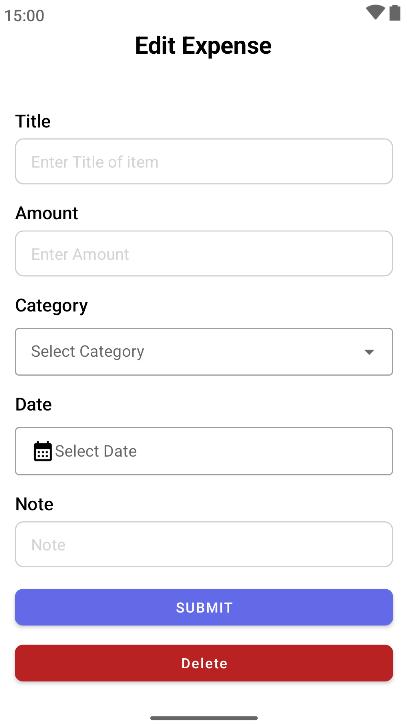 15:00
Edit Expense
Title
Enter Title of item
Amount
Enter Amount
Category
Select Category
Date
Select Date
Note
Note
SUBMIT
Delete